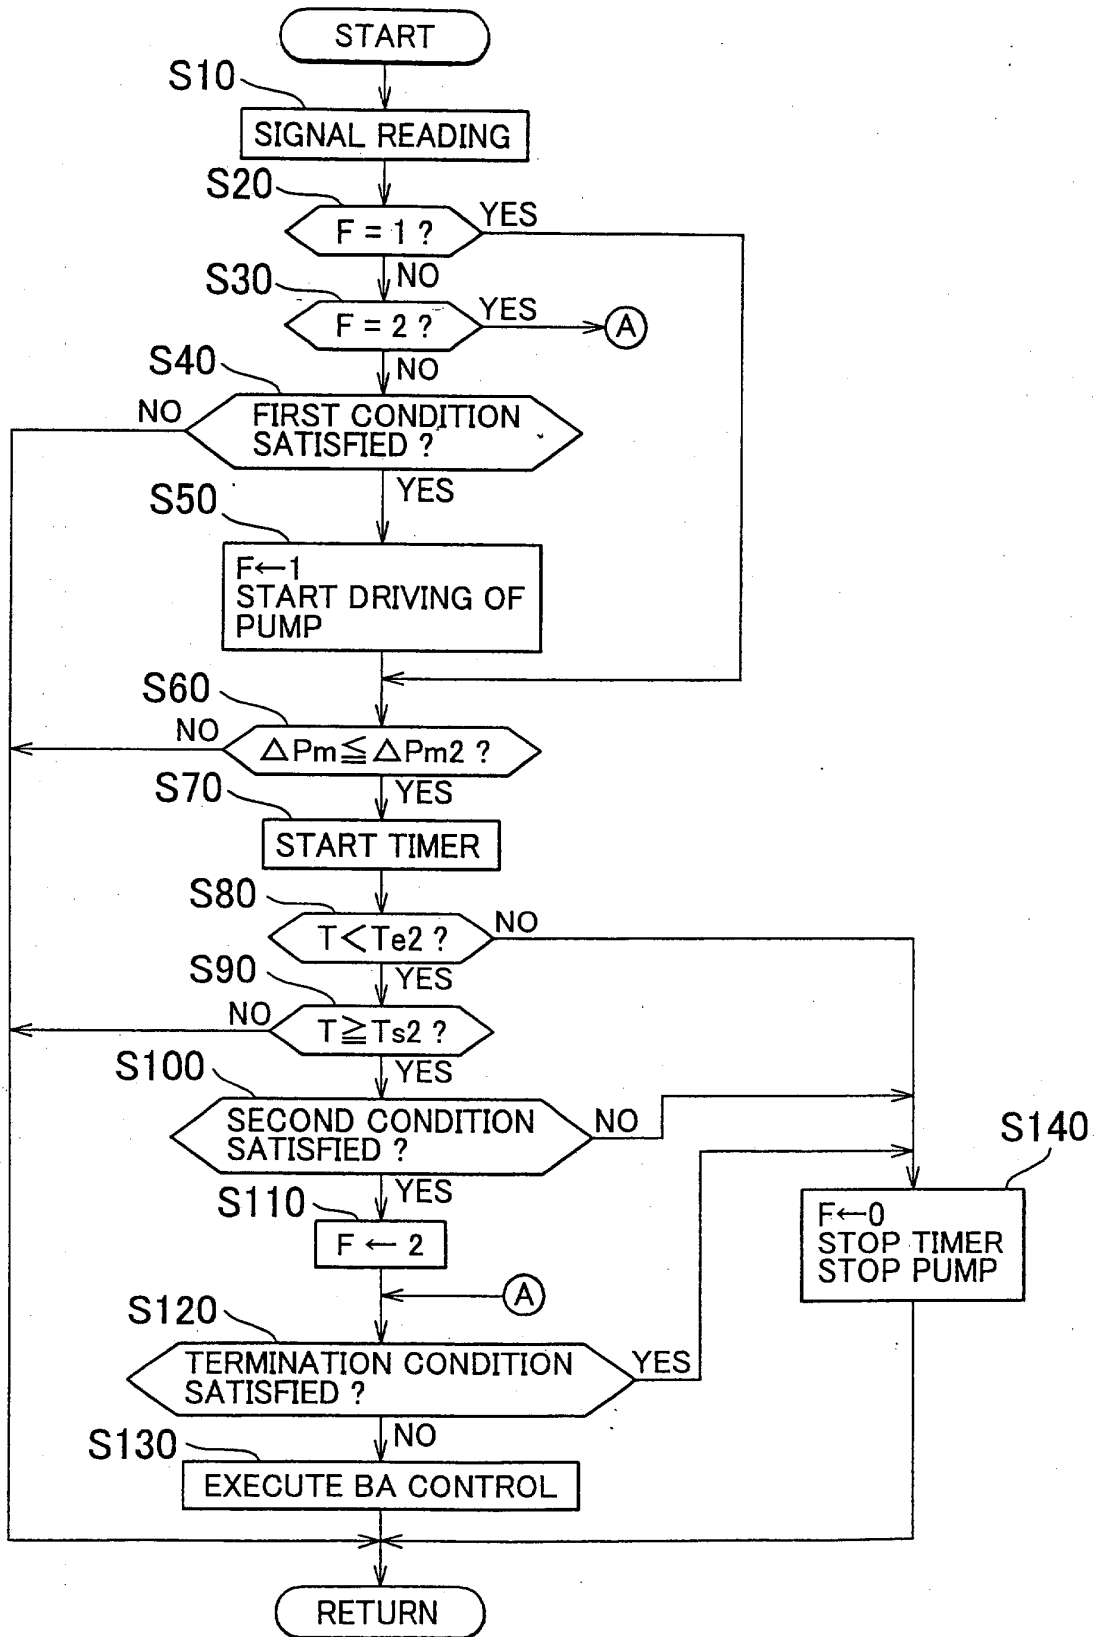 START
S10
SIGNAL READING
S20
F = 1 ?
YES
NO
S30
F = 2 ?
YES
A
NO
S40
NO
FIRST CONDITION
SATISFIED ?
YES
S50
F←1
START DRIVING OF
PUMP
S60
NO
△Pm≦△Pm2 ?
YES
S70
START TIMER
S80
T<Te2 ?
NO
YES
S90
NO
T≧Ts2 ?
YES
S100
SECOND CONDITION
SATISFIED ?
NO
YES
S110
F ← 2
A
S120
TERMINATION CONDITION
SATISFIED ?
YES
NO
S130
EXECUTE BA CONTROL
S140
F←0
STOP TIMER
STOP PUMP
RETURN